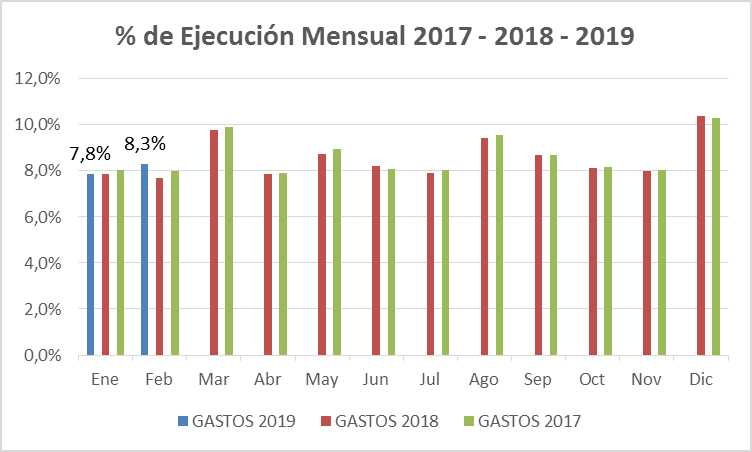 % de Ejecución Mensual 2017 - 2018 - 2019
12,0%
10,0%
8,0%
6,0%
4,0%
2,0%
0,0%
7,8% 8,3%
Ene Feb Mar Abr May Jun Jul Ago Sep Oct Nov Dic
GASTOS 2019 GASTOS 2018 GASTOS 2017